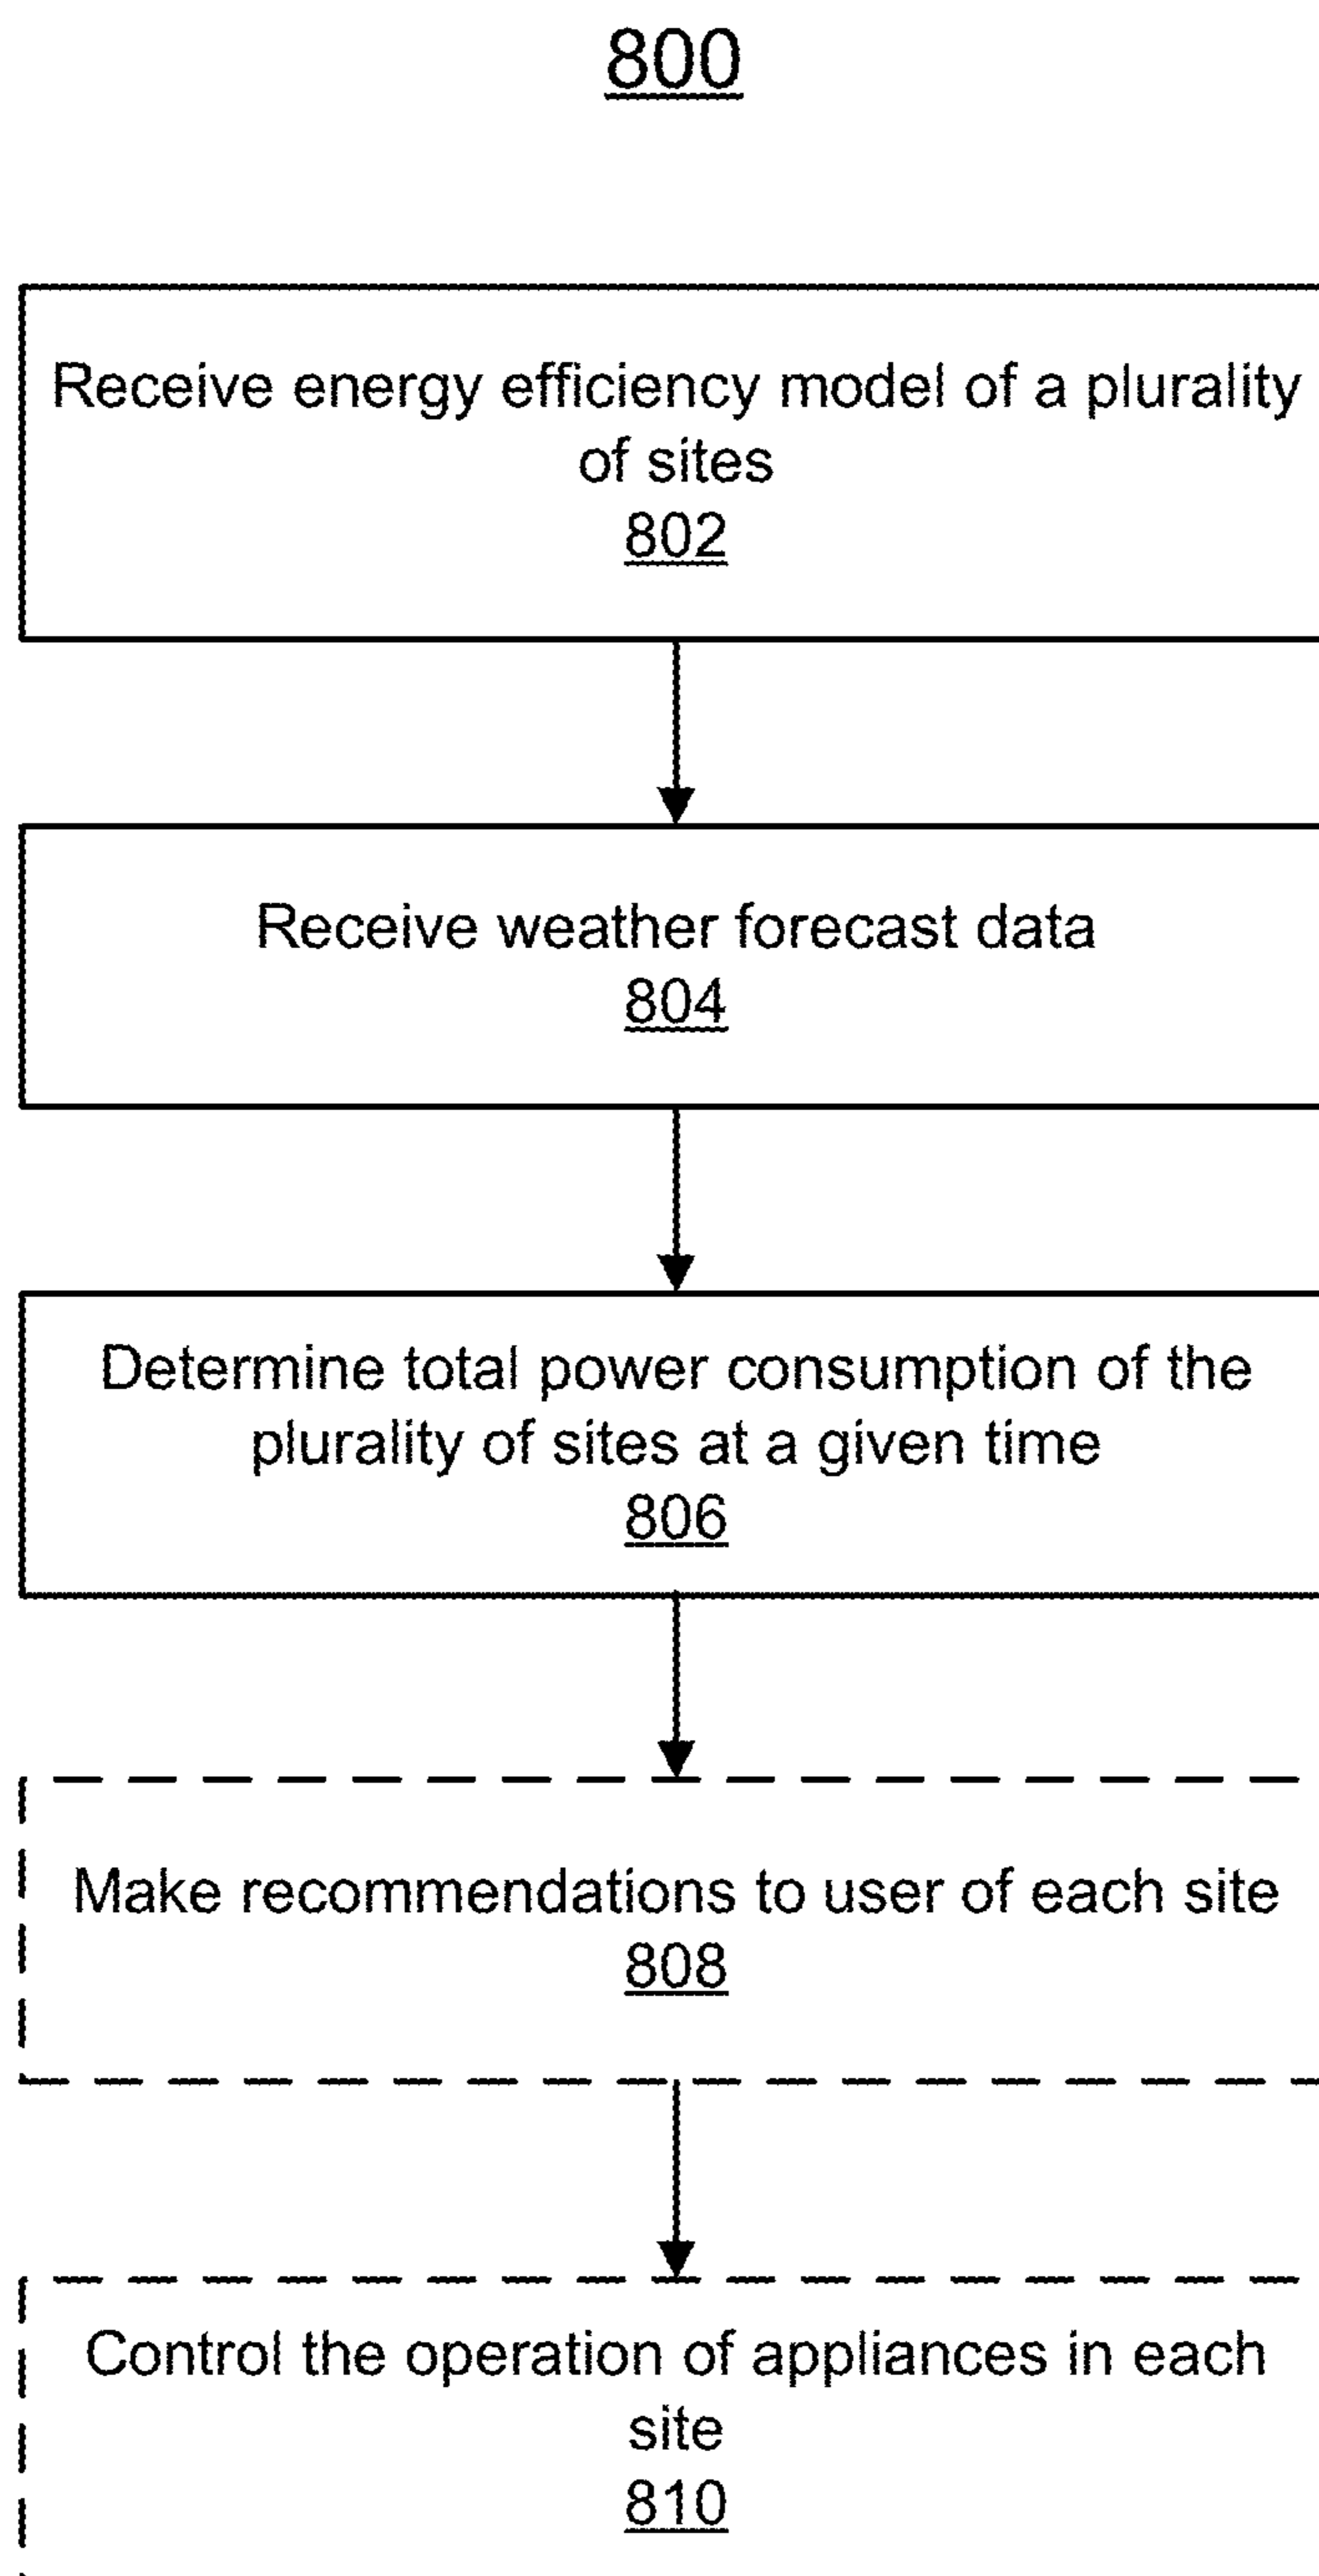 800
Receive energy efficiency model of a plurality
of sites
802
Receive weather forecast data
804
Determine total power consumption of the
plurality of sites at a given time
806
Make recommendations to user of each site
808
Control the operation of appliances in each
site
810